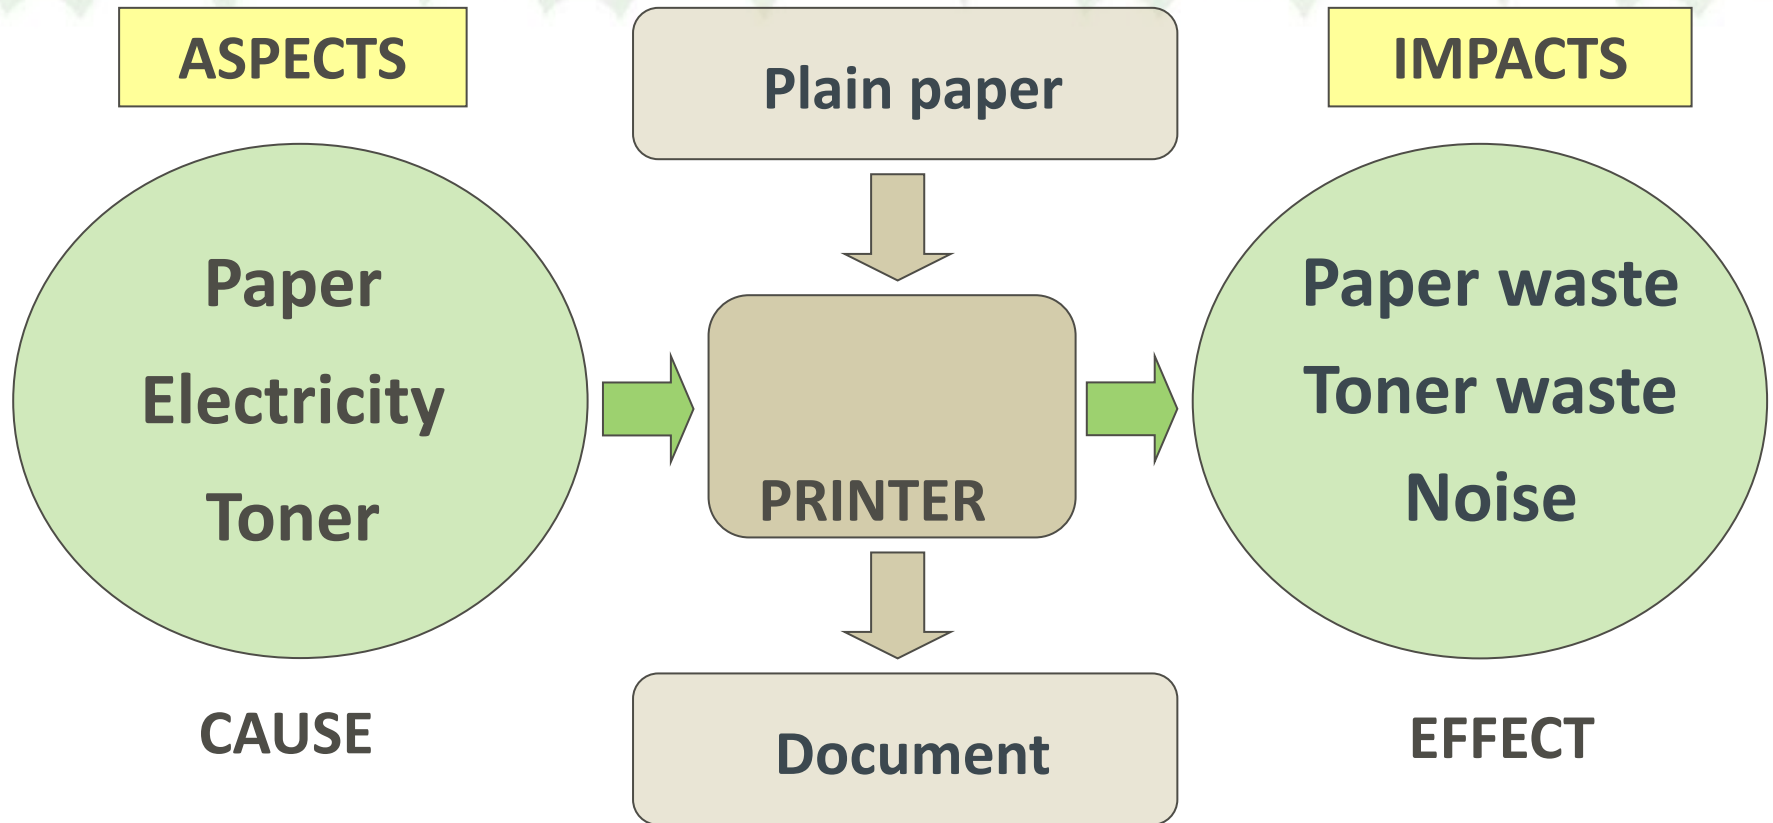 ASPECTS
Plain paper
IMPACTS
Paper
Electricity
Toner
PRINTER
Paper waste
Toner waste
Noise
CAUSE
Document
EFFECT